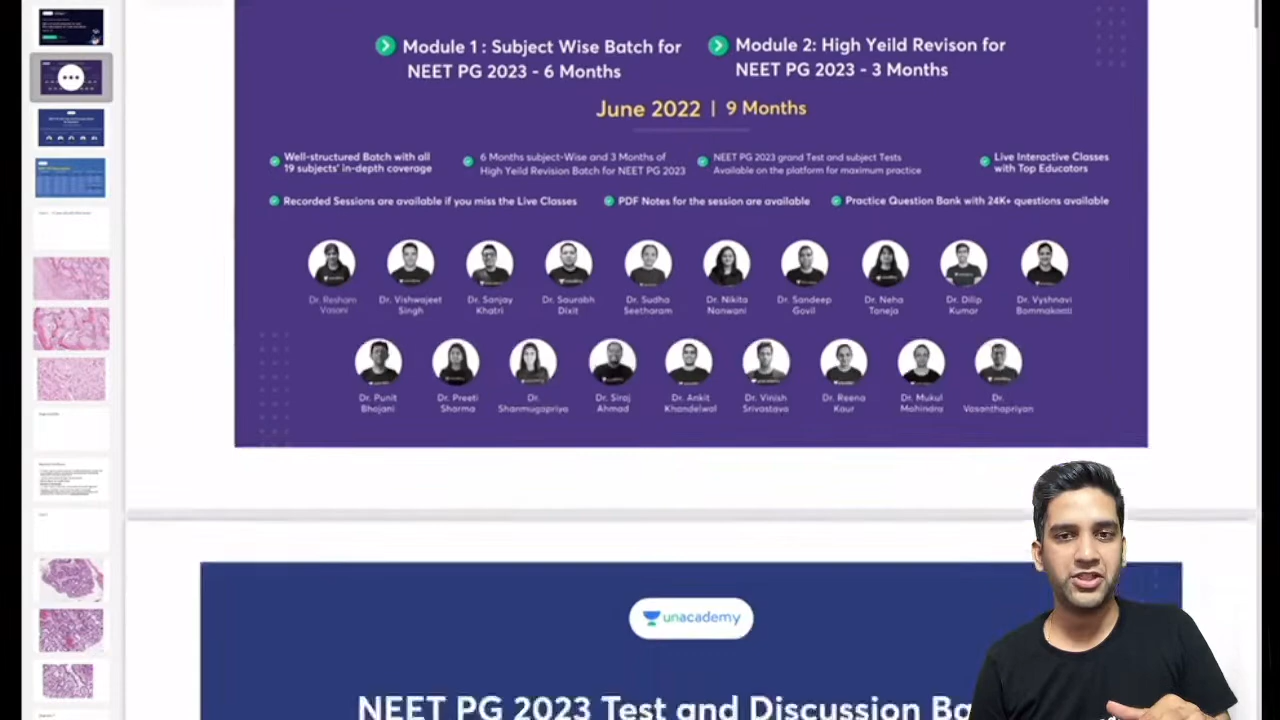 Module 1 : Subject Wise Batch for
NEET PG 2023 - 6 Months
Module 2: High Yeild Revison for
NEET PG 2023 - 3 Months
June 2022 | 9 Months
Well-structured Batch with all
19 subjects' in-depth coverage
6 Months subject-Wise and 3 Months of
High Yeild Revision Batch for NEET PG 2023
NEET PG 2023 grand Test and subject Tests
Available on the platform for maximum practice
Live Interactive Classes
with Top Educators
Recorded Sessions are available if you miss the Live Classes
PDF Notes for the session are available
Practice Question Bank with 24K+ questions available
Dr. Resham
Vasani
Dr. Vishwajeet
Singh
Dr. Sanjay
Khatri
Dr. Saurabh
Dixit
Dr. Sudha
Seetharam
Dr. Nikita
Nanwani
Dr. Sandeep
Govil
Dr. Neha
Taneja
Dr. Dilip
Kumar
Dr. Vyshnavi
Bommakanti
Dr. Punit
Bhojani
Dr. Preeti
Sharma
Dr.
Sharmugapriya
Dr. Siraj
Ahmad
Dr. Ankit
Khandelwal
Dr. Vinish
Srivastava
Dr. Reena
Kaur
Dr. Mukul
Mohindra
Dr.
Vasanthapriyan
unacademy
NEET PG 2023 Test and Discussion Ba